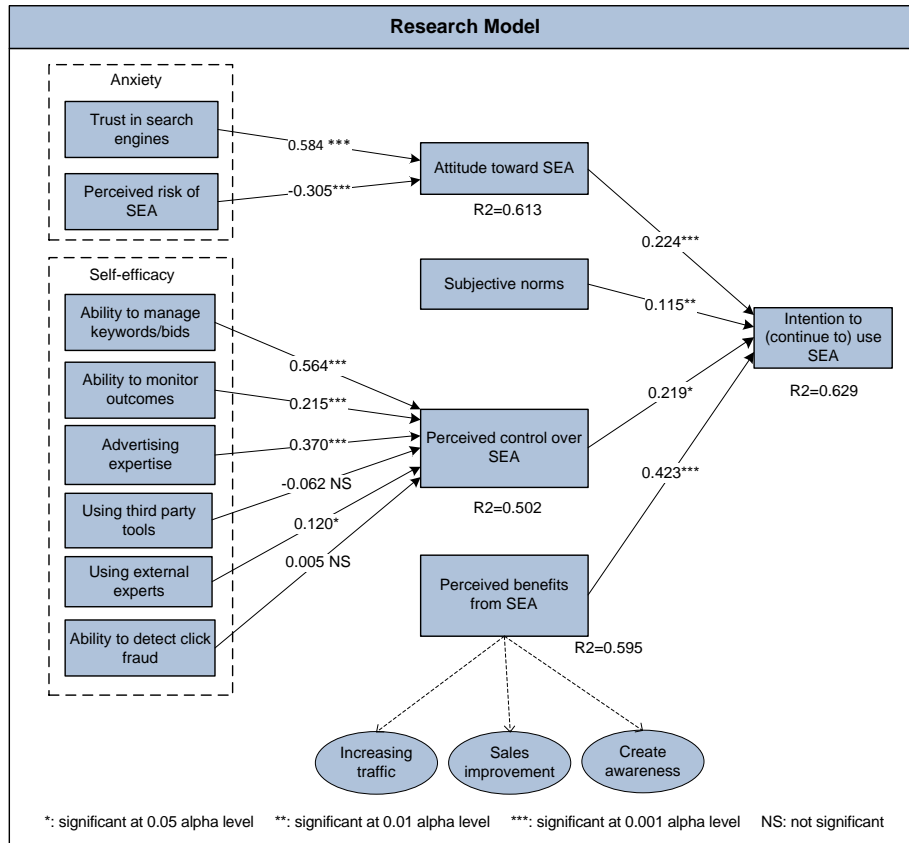 Research Model
Anxiety
Trust in search
engines
0.584 ***
Perceived risk of
SEA
-0.305***
Attitude toward SEA
R2=0.613
0.224***
Self-efficacy
Subjective norms
0.115**
Ability to manage
keywords/bids
0.564***
Intention to
(continue to) use
SEA
R2=0.629
Ability to monitor
outcomes
0.215***
0.219*
Advertising
expertise
0.370***
Perceived control over
SEA
R2=0.502
0.423***
Using third party
tools
-0.062 NS
Using external
experts
0.120*
0.005 NS
Perceived benefits
from SEA
R2=0.595
Ability to detect click
fraud
Increasing
traffic
Sales
improvement
Create
awareness
*: significant at 0.05 alpha level **: significant at 0.01 alpha level ***: significant at 0.001 alpha level NS: not significant